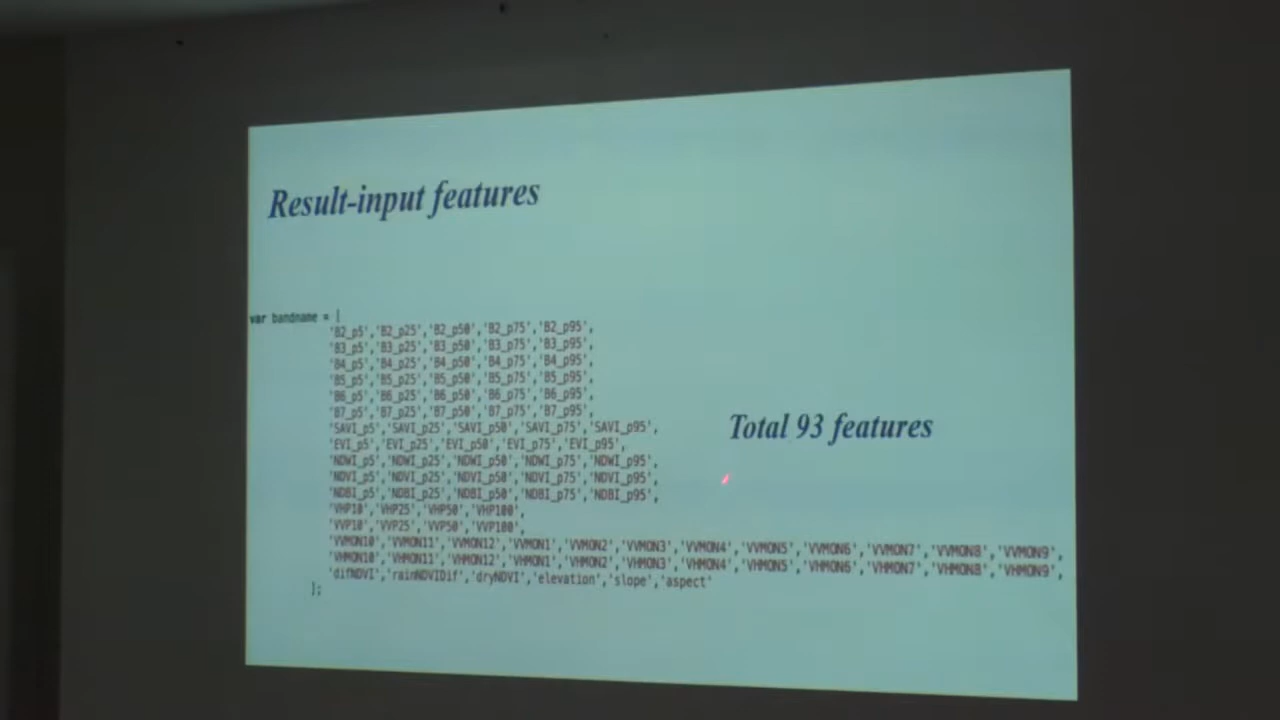 Result-input features
var bandname = [
'B2_p5','B2_p25','B2_p50','B2_p75','B2_p95',
'B3_p5','B3_p25','B3_p50','B3_p75','B3_p95',
'B4_p5','B4_p25','B4_p50','B4_p75','B4_p95',
'B5_p5','B5_p25','B5_p50','B5_p75','B5_p95',
'B6_p5','B6_p25','B6_p50','B6_p75','B6_p95',
'B7_p5','B7_p25','B7_p50','B7_p75','B7_p95',
'SAVI_p5','SAVI_p25','SAVI_p50','SAVI_p75','SAVI_p95',
'EVI_p5','EVI_p25','EVI_p50','EVI_p75','EVI_p95',
'NDWI_p5','NDWI_p25','NDWI_p50','NDWI_p75','NDWI_p95',
'NDVI_p5','NDVI_p25','NDVI_p50','NDVI_p75','NDVI_p95',
'NDBI_p5','NDBI_p25','NDBI_p50','NDBI_p75','NDBI_p95',
'VHP10','VHP25','VHP50','VHP100',
'VVP10','VVP25','VVP50','VVP100',
'VVMON10','VVMON11','VVMON12','VVMON1','VVMON2','VVMON3','VVMON4','VVMON5','VVMON6','VVMON7','VVMON8','VVMON9',
'VHMON10','VHMON11','VHMON12','VHMON1','VHMON2','VHMON3','VHMON4','VHMON5','VHMON6','VHMON7','VHMON8','VHMON9',
'difNDVI','rainNDVIDif','dryNDVI','elevation','slope','aspect'
];
Total 93 features